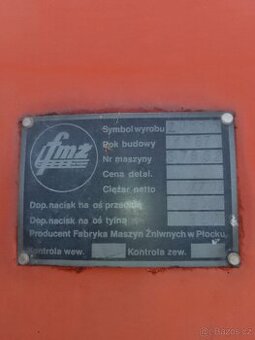 fmż
Symbol wyrobu
Rok budowy
Nr maszyny
Cena detal.
Ciężar netto
Dop. nacisk na oś przednią
Dop. nacisk na oś tylną
Producent Fabryka Maszyn Żniwnych w Płocku
Kontrola wew. Kontrola zew.